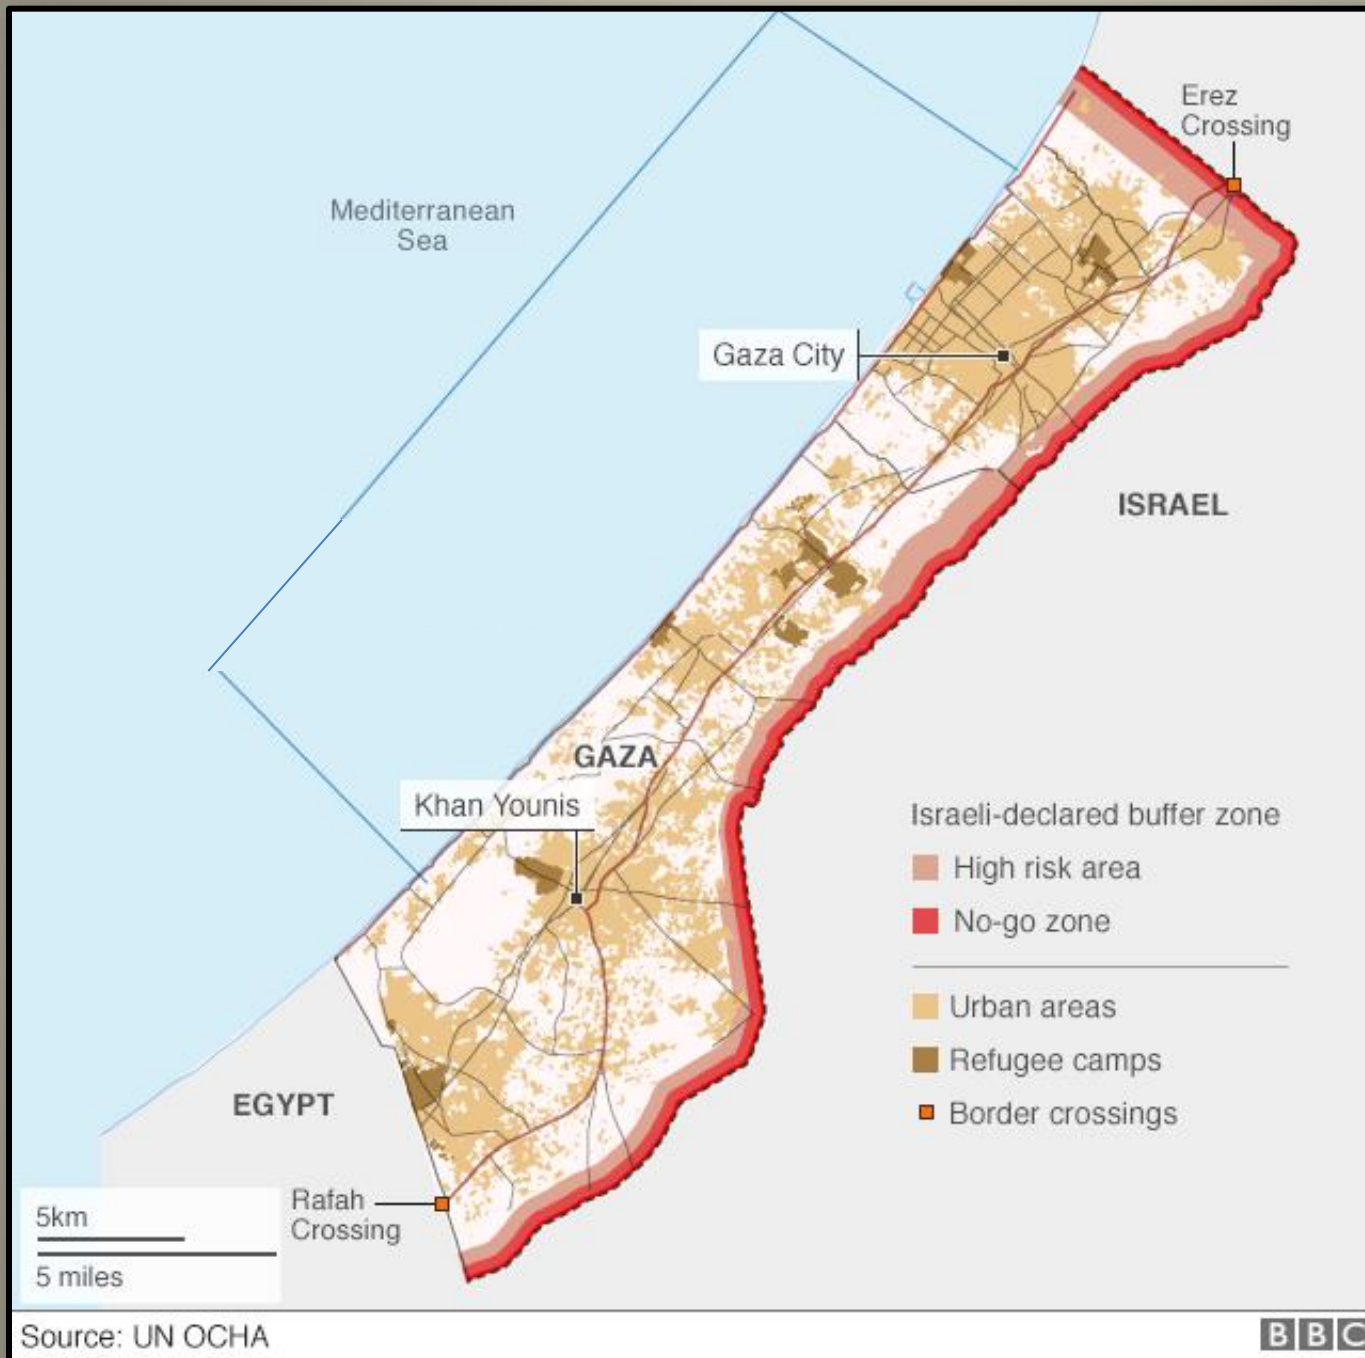 Erez
Crossing
Mediterranean
Sea
Gaza City
ISRAEL
GAZA
Khan Younis
Israeli-declared buffer zone
High risk area
No-go zone
Urban areas
Refugee camps
Border crossings
EGYPT
Rafah
Crossing
5km
5 miles
Source: UN OCHA
BBC